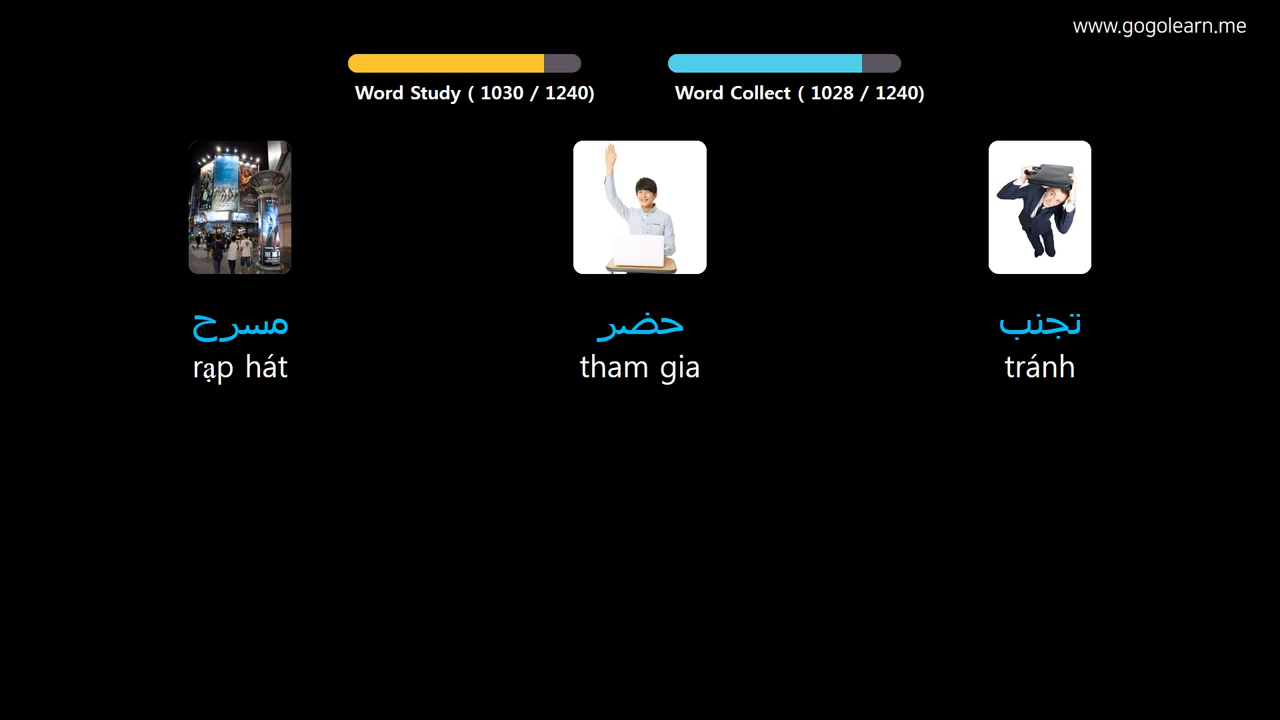 www.gogolearn.me
Word Study ( 1030 / 1240)
Word Collect ( 1028 / 1240)
مسرح
rạp hát
حضر
tham gia
تجنب
tránh